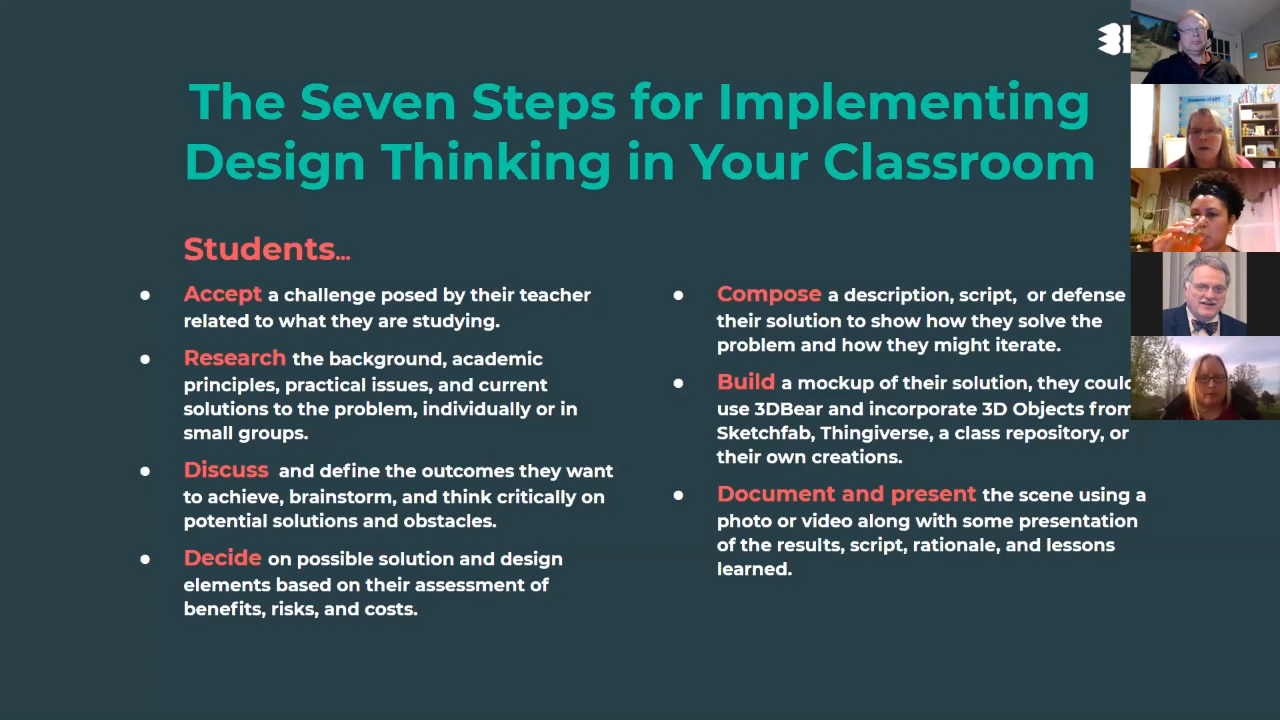 The Seven Steps for Implementing
Design Thinking in Your Classroom
Students...
● Accept a challenge posed by their teacher
related to what they are studying.
● Research the background, academic
principles, practical issues, and current
solutions to the problem, individually or in
small groups.
● Discuss and define the outcomes they want
to achieve, brainstorm, and think critically on
potential solutions and obstacles.
● Decide on possible solution and design
elements based on their assessment of
benefits, risks, and costs.
● Compose a description, script, or defense
their solution to show how they solve the
problem and how they might iterate.
● Build a mockup of their solution, they could
use 3DBear and incorporate 3D Objects from
Sketchfab, Thingiverse, a class repository, or
their own creations.
● Document and present the scene using a
photo or video along with some presentation
of the results, script, rationale, and lessons
learned.